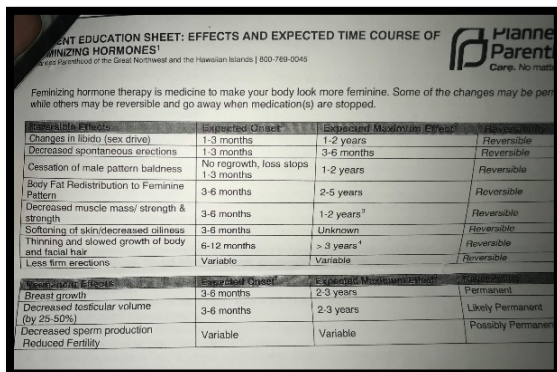 ENT EDUCATION SHEET: EFFECTS AND EXPECTED TIME COURSE OF
MINIZING HORMONES¹
Parenthood of the Great Northwest and the Hawaiian Islands | 800-769-0045
Planne
Parent
Care. No matt
Feminizing hormone therapy is medicine to make your body look more feminine. Some of the changes may be per
while others may be reversible and go away when medication(s) are stopped.
Reversible Effects Expected Onset² Expected Maximum Effect² Reversibility
Changes in libido (sex drive) 1-3 months 1-2 years Reversible
Decreased spontaneous erections 1-3 months 3-6 months Reversible
Cessation of male pattern baldness No regrowth, loss stops
1-3 months 1-2 years Reversible
Body Fat Redistribution to Feminine
Pattern 3-6 months 2-5 years Reversible
Decreased muscle mass/ strength &
strength 3-6 months 1-2 years³ Reversible
Softening of skin/decreased oiliness 3-6 months Unknown Reversible
Thinning and slowed growth of body
and facial hair 6-12 months > 3 years⁴ Reversible
Less firm erections Variable Variable Reversible
Permanent Effects Expected Onset² Expected Maximum Effect²
Breast growth 3-6 months 2-3 years Permanent
Decreased testicular volume
(by 25-50%) 3-6 months 2-3 years Likely Permanent
Decreased sperm production
Reduced Fertility Variable Variable Possibly Permanen